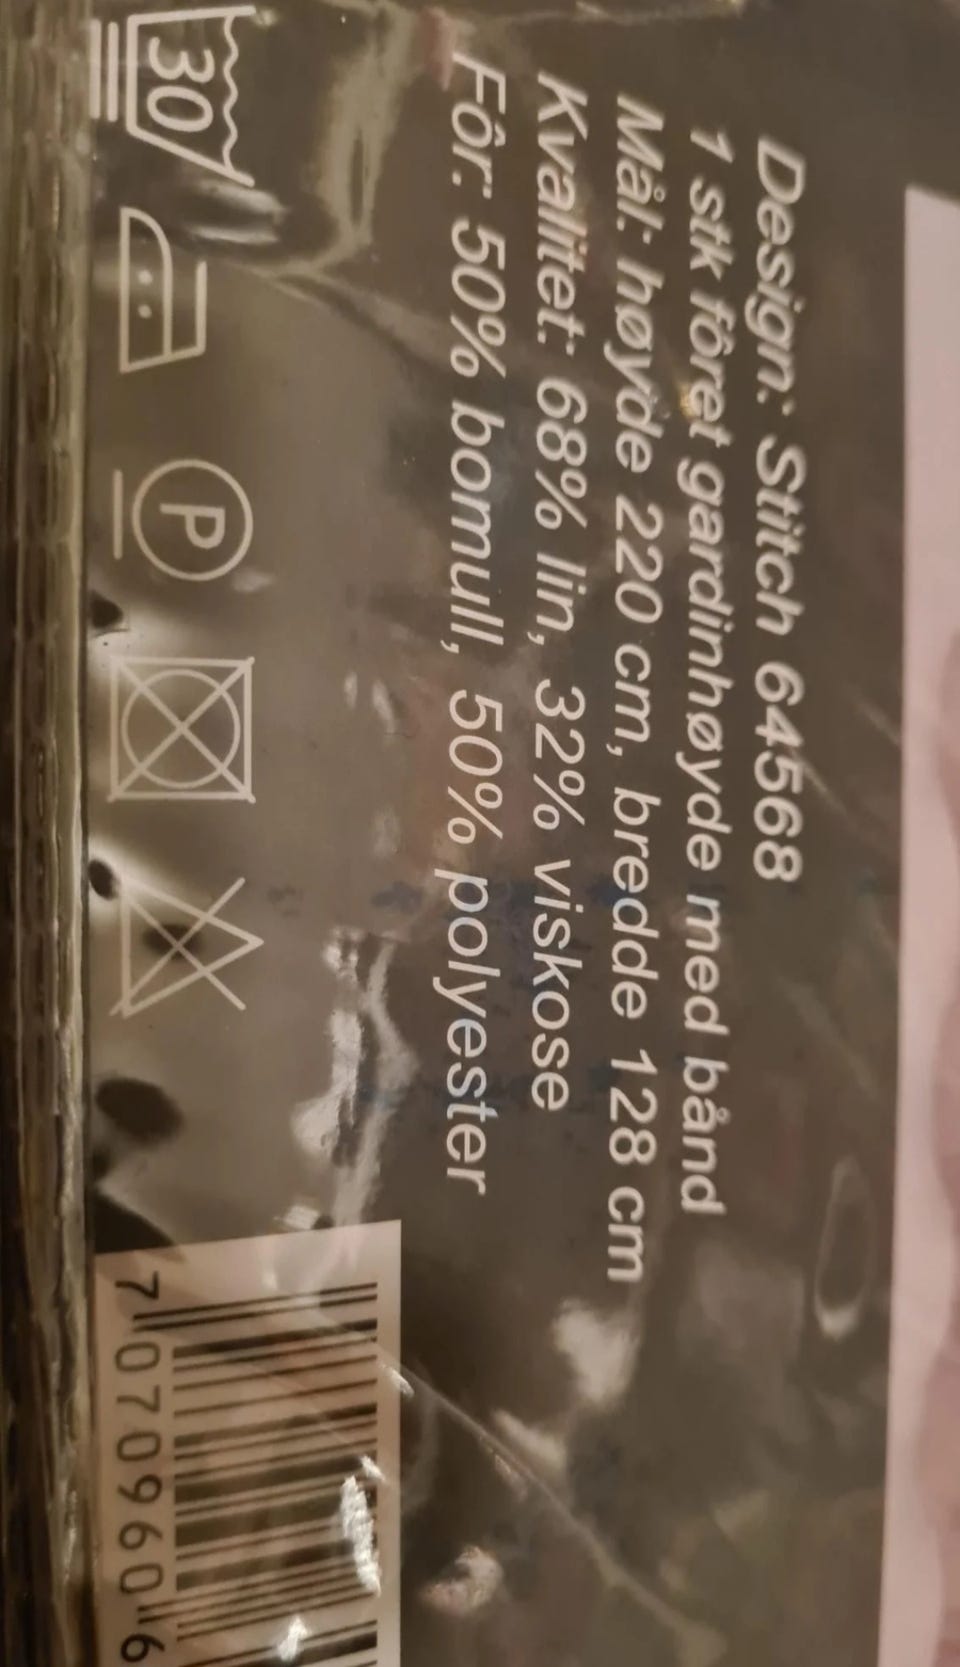 Design: Stitch 64568
1 stk fôret gardinhøyde med bånd
Mål: høyde 220 cm, bredde 128 cm
Kvalitet: 68% lin, 32% viskose
Fôr: 50% bomull, 50% polyester
30 P
7 070960 6